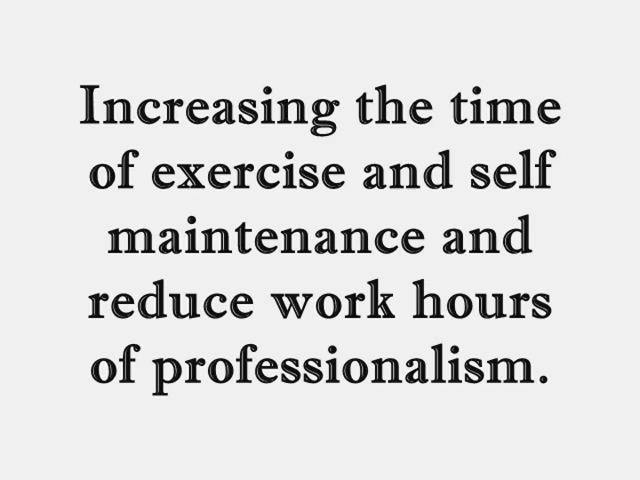 Increasing the time
of exercise and self
maintenance and
reduce work hours
of professionalism.